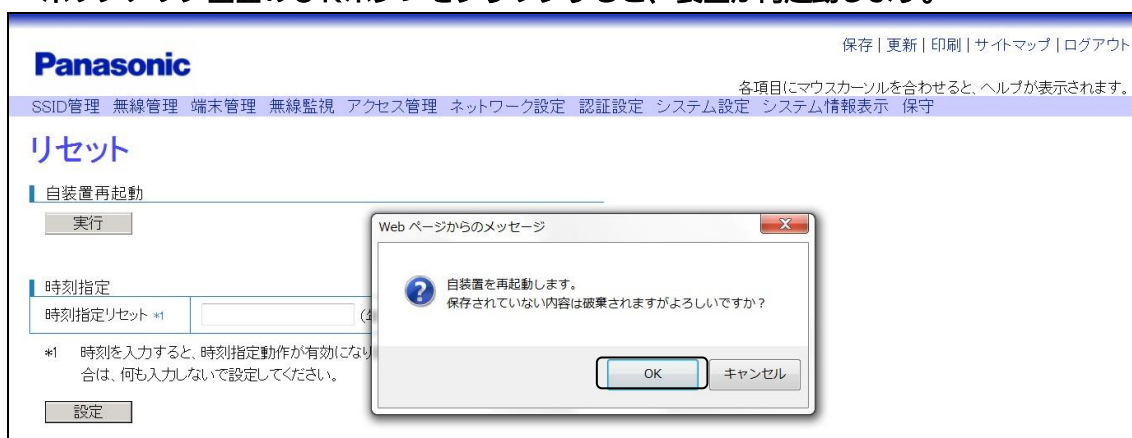 保存 | 更新 | 印刷 | サイトマップ | ログアウト
Panasonic
各項目にマウスカーソルを合わせると、ヘルプが表示されます。
SSID管理 無線管理 端末管理 無線監視 アクセス管理 ネットワーク設定 認証設定 システム設定 システム情報表示 保守
リセット
自装置再起動
実行
Web ページからのメッセージ
自装置を再起動します。
保存されていない内容は破棄されますがよろしいですか?
OK キャンセル
時刻指定
時刻指定リセット *1
*1 時刻を入力すると、時刻指定動作が有効になり
合は、何も入力しないで設定してください。
設定